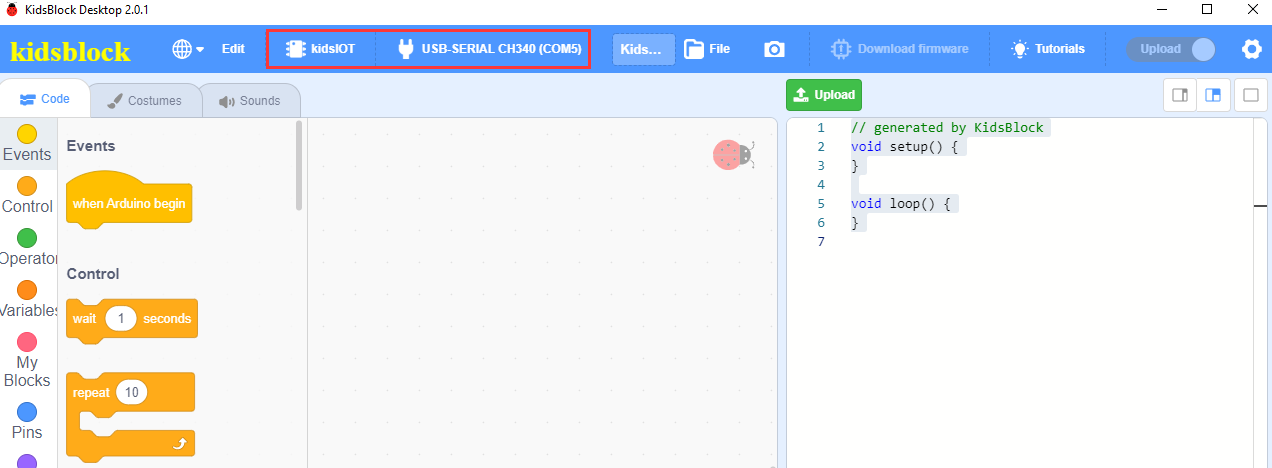 KidsBlock Desktop 2.0.1
kidsblock Edit kidsIOT USB-SERIAL CH340 (COM5) Kids... File Download firmware Tutorials Upload
Code Costumes Sounds Upload
Events
Control
Operator
Variables
My
Blocks
Pins
Events
when Arduino begin
Control
wait 1 seconds
repeat 10
1 // generated by KidsBlock
2 void setup() {
3 }
4
5 void loop() {
6 }
7